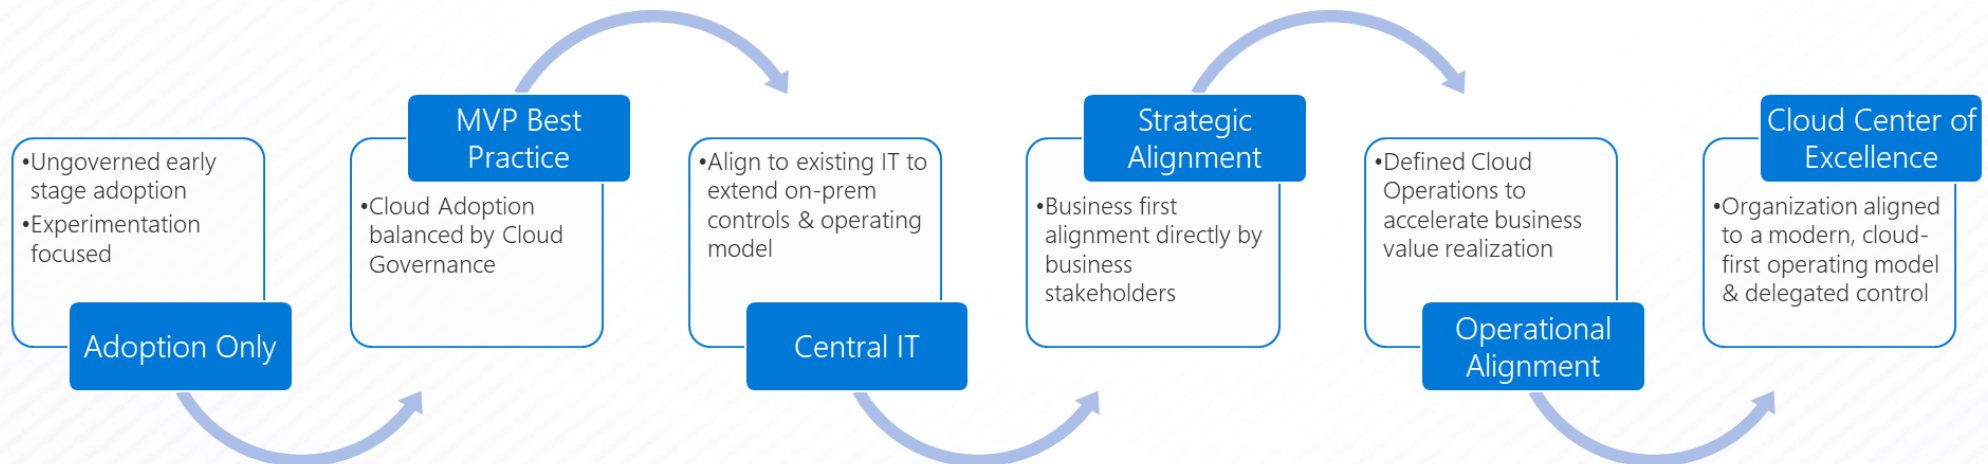 •Ungoverned early
stage adoption
•Experimentation
focused
Adoption Only
MVP Best
Practice
•Cloud Adoption
balanced by Cloud
Governance
•Align to existing IT to
extend on-prem
controls & operating
model
Central IT
Strategic
Alignment
•Business first
alignment directly by
business
stakeholders
•Defined Cloud
Operations to
accelerate business
value realization
Operational
Alignment
Cloud Center of
Excellence
•Organization aligned
to a modern, cloud-
first operating model
& delegated control